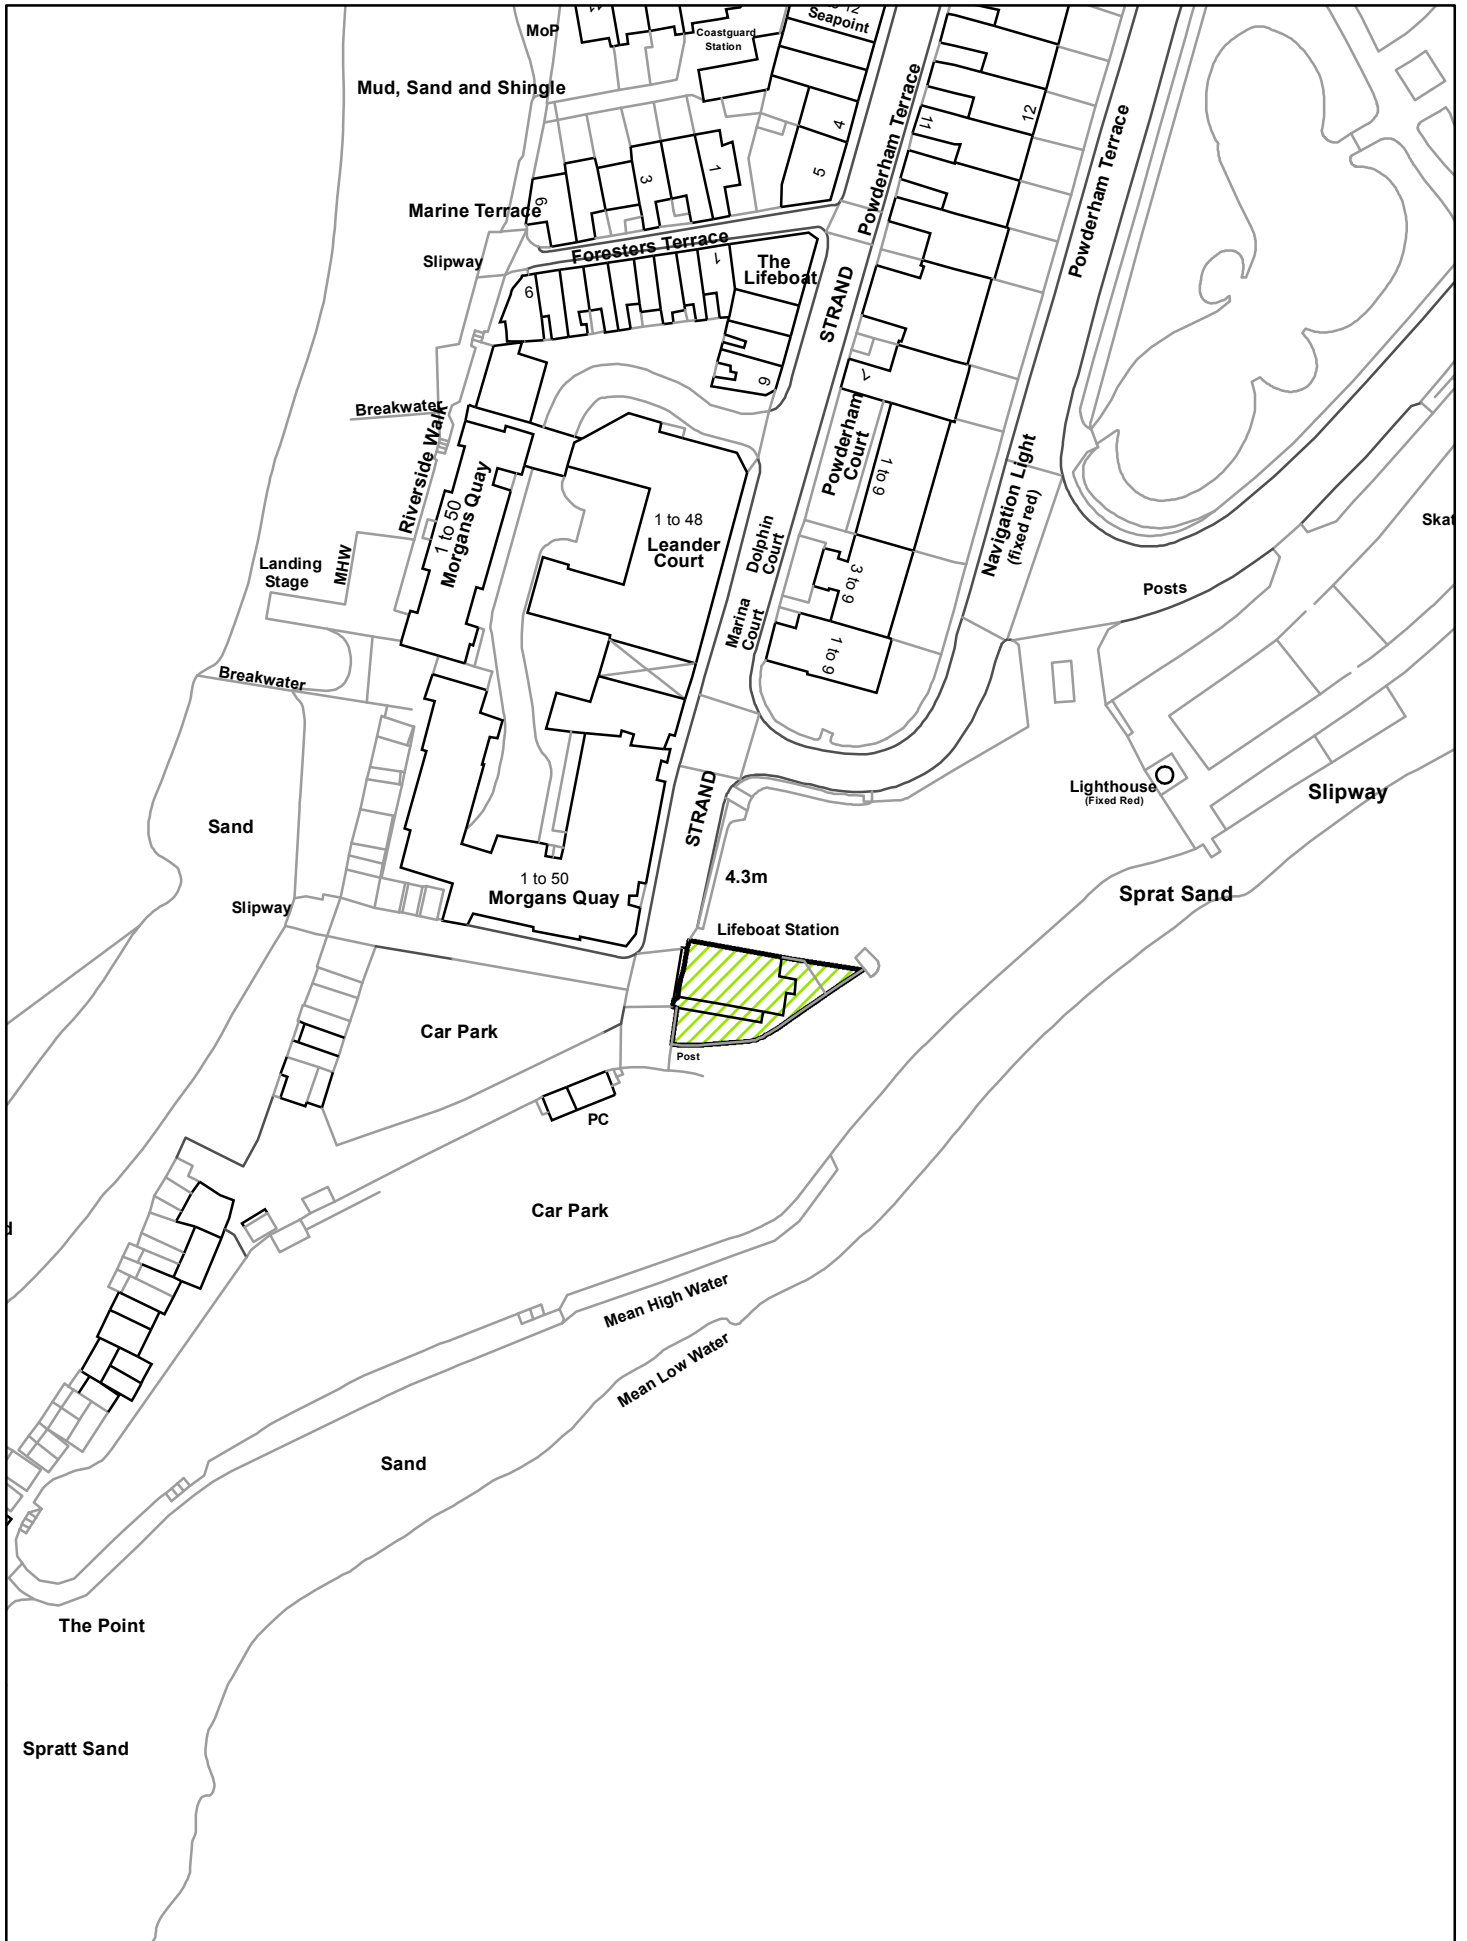 Seapoint
MoP
Coastguard
Station
Mud, Sand and Shingle
4
11
12
Powderham Terrace
Powderham Terrace
5
3
1
9
Marine Terrace
Foresters Terrace
Slipway
The
Lifeboat
1
9
STRAND
7
6
Breakwater
Riverside Walk
Powderham
Court
1 to 9
Navigation Light
(fixed red)
1 to 50
Morgans Quay
1 to 48
Leander
Court
Dolphin
Court
Skat
Landing
Stage
MHW
3 to 9
Posts
Marina
Court
1 to 9
Breakwater
Lighthouse
(Fixed Red)
Slipway
STRAND
Sand
1 to 50
Morgans Quay
4.3m
Sprat Sand
Slipway
Lifeboat Station
Car Park
Post
PC
Car Park
Mean High Water
Mean Low Water
Sand
The Point
Spratt Sand